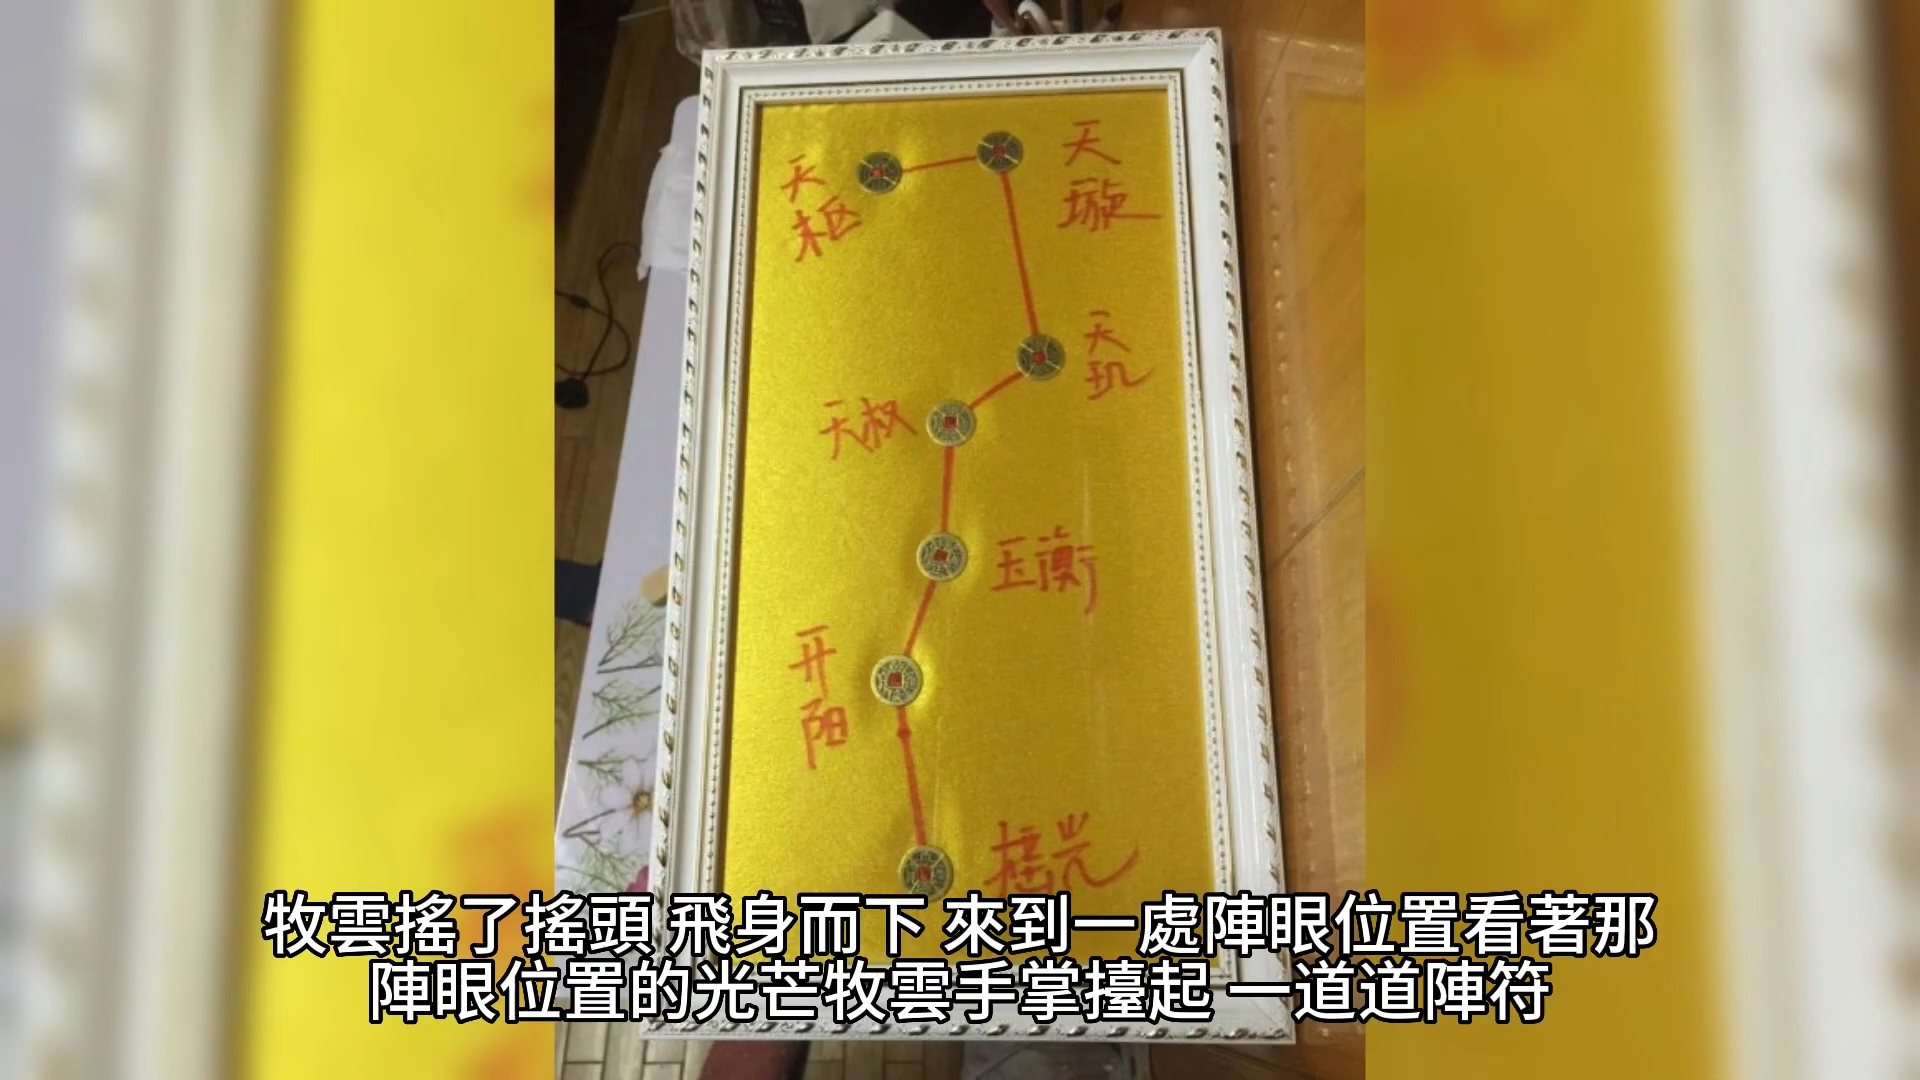 天枢
天璇
天玑
天权
玉衡
开阳
摇光
牧雲搖了搖頭 飛身而下 來到一處陣眼位置看著那
陣眼位置的光芒牧雲手掌擡起 一道道陣符